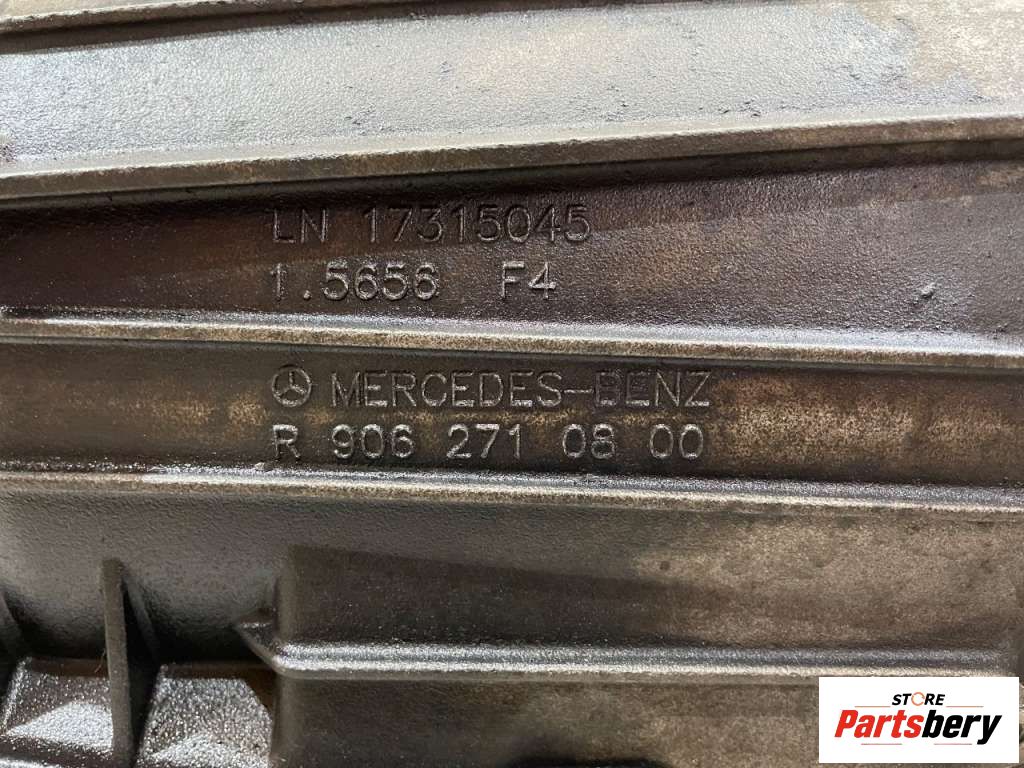 LN 17315045
1.5656 F4
MERCEDES-BENZ
R 906 271 08 00
STORE
Partsbery